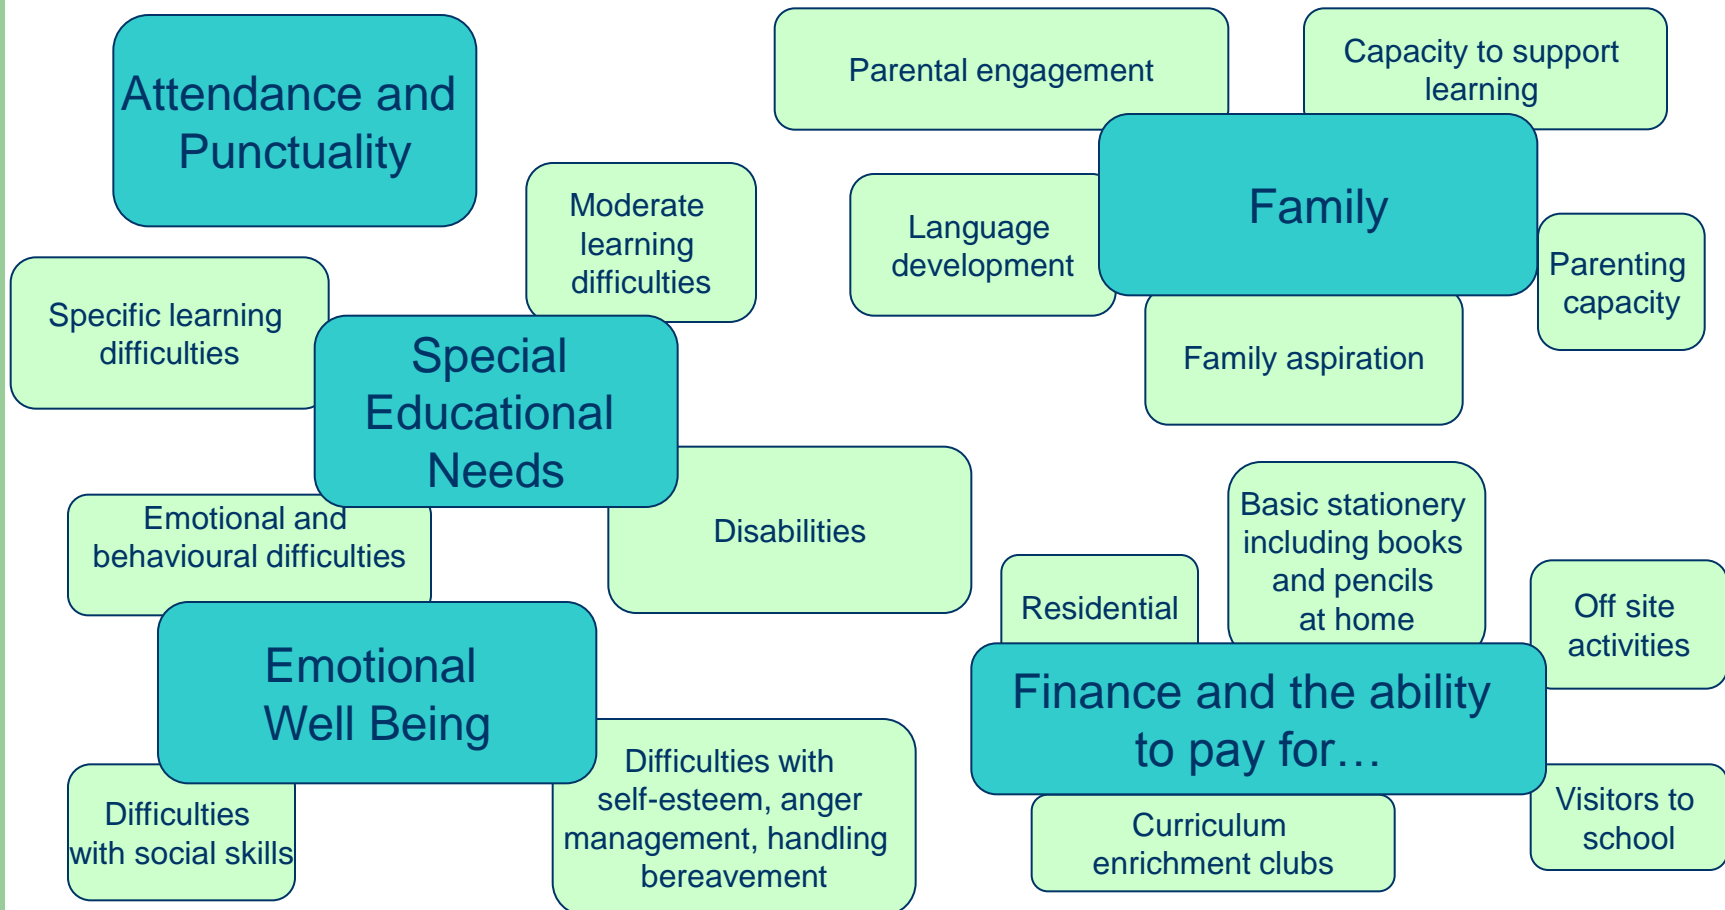 Attendance and
Punctuality
Parental engagement
Capacity to support
learning
Family
Language
development
Parenting
capacity
Family aspiration
Moderate
learning
difficulties
Specific learning
difficulties
Special
Educational
Needs
Disabilities
Emotional and
behavioural difficulties
Emotional
Well Being
Difficulties
with social skills
Difficulties with
self-esteem, anger
management, handling
bereavement
Basic stationery
including books
and pencils
at home
Residential
Off site
activities
Finance and the ability
to pay for…
Curriculum
enrichment clubs
Visitors to
school